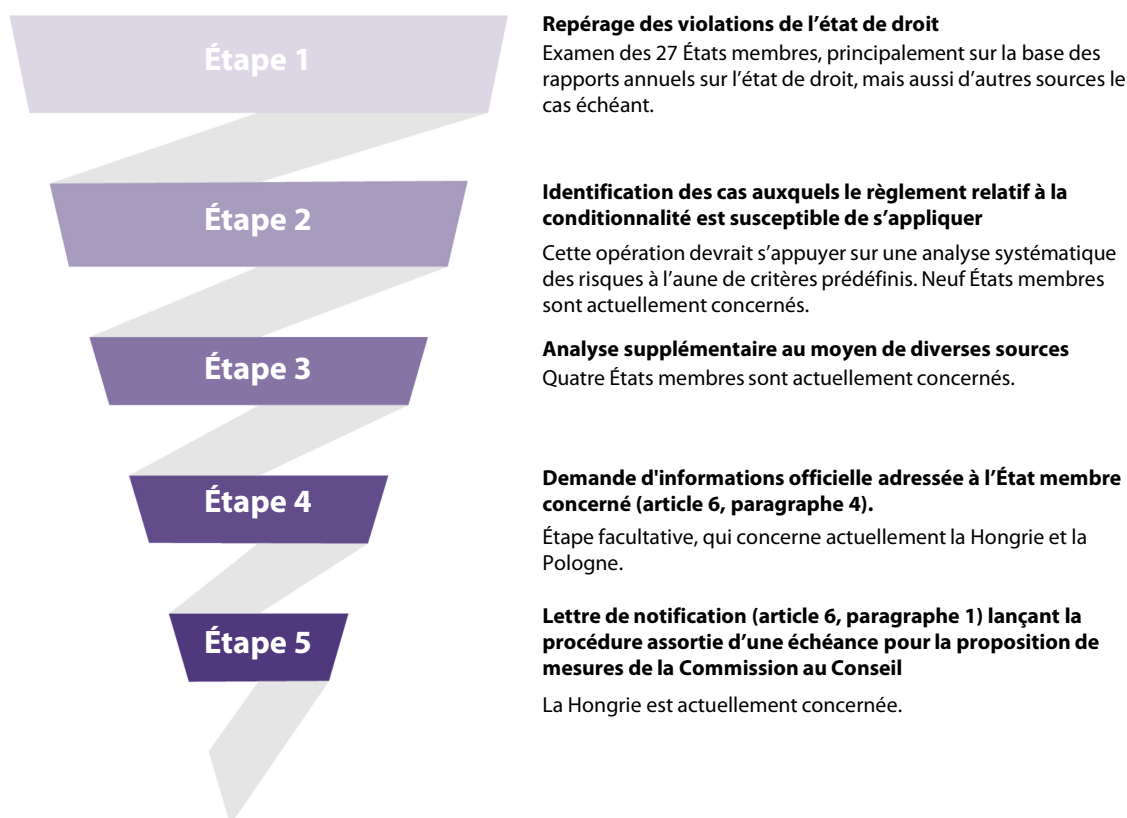 Étape 1
Repérage des violations de l’état de droit
Examen des 27 États membres, principalement sur la base des
rapports annuels sur l’état de droit, mais aussi d’autres sources le
cas échéant.
Étape 2
Identification des cas auxquels le règlement relatif à la
conditionnalité est susceptible de s’appliquer
Cette opération devrait s’appuyer sur une analyse systématique
des risques à l’aune de critères prédéfinis. Neuf États membres
sont actuellement concernés.
Étape 3
Analyse supplémentaire au moyen de diverses sources
Quatre États membres sont actuellement concernés.
Étape 4
Demande d'informations officielle adressée à l’État membre
concerné (article 6, paragraphe 4).
Étape facultative, qui concerne actuellement la Hongrie et la
Pologne.
Étape 5
Lettre de notification (article 6, paragraphe 1) lançant la
procédure assortie d’une échéance pour la proposition de
mesures de la Commission au Conseil
La Hongrie est actuellement concernée.